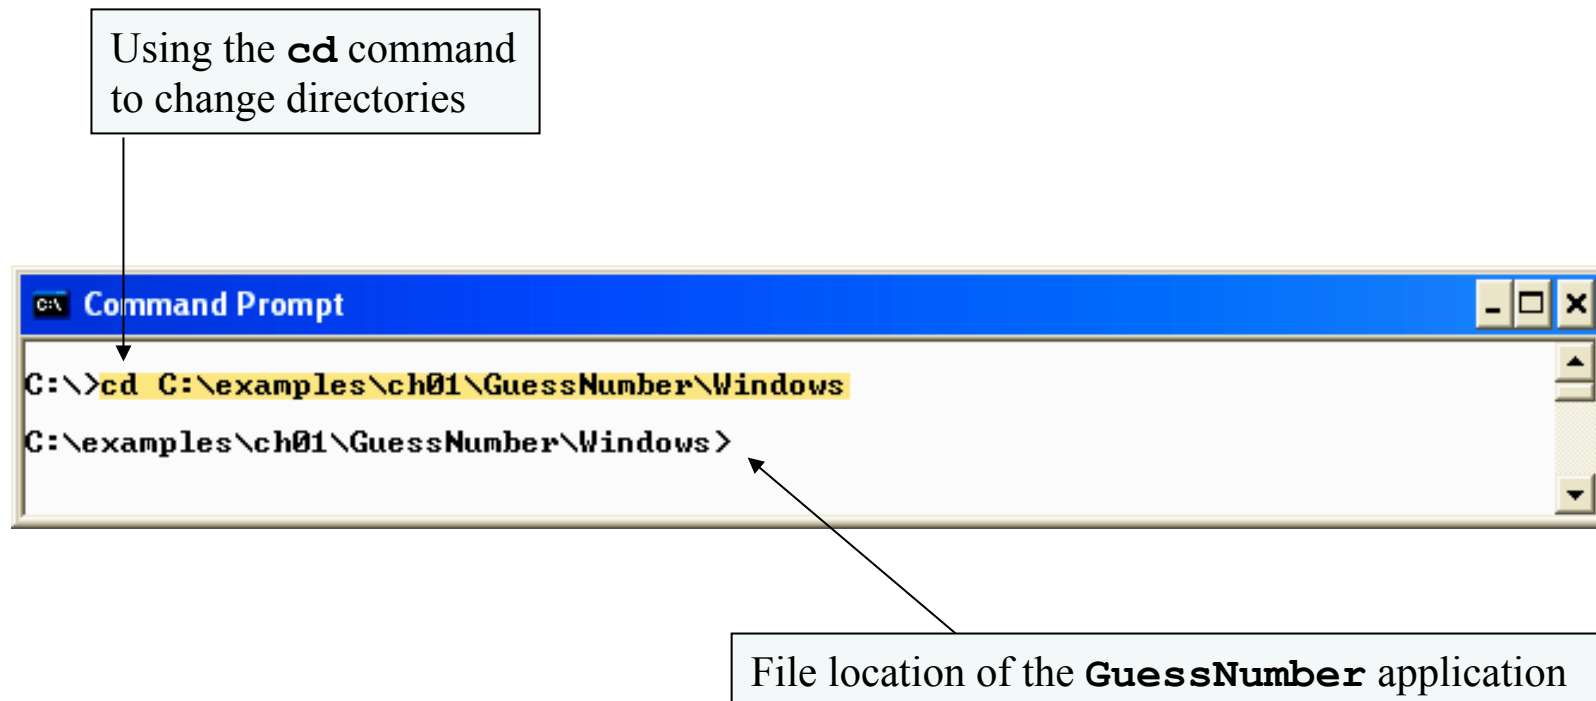 Using the cd command
to change directories
C:\ Command Prompt
C:\>cd C:\examples\ch01\GuessNumber\Windows
C:\examples\ch01\GuessNumber\Windows>
File location of the GuessNumber application